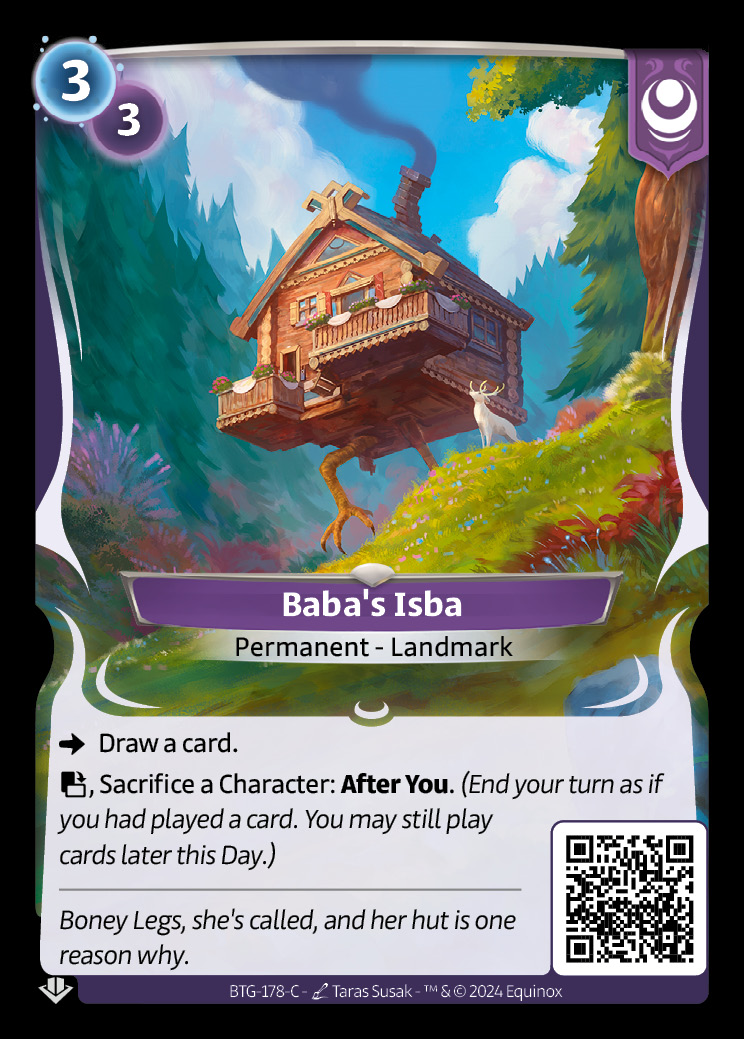 3
3
Baba's Isba
Permanent - Landmark
Draw a card.
, Sacrifice a Character: After You. (End your turn as if
you had played a card. You may still play
cards later this Day.)
Boney Legs, she's called, and her hut is one
reason why.
BTG-178-C - Taras Susak - ™ & © 2024 Equinox